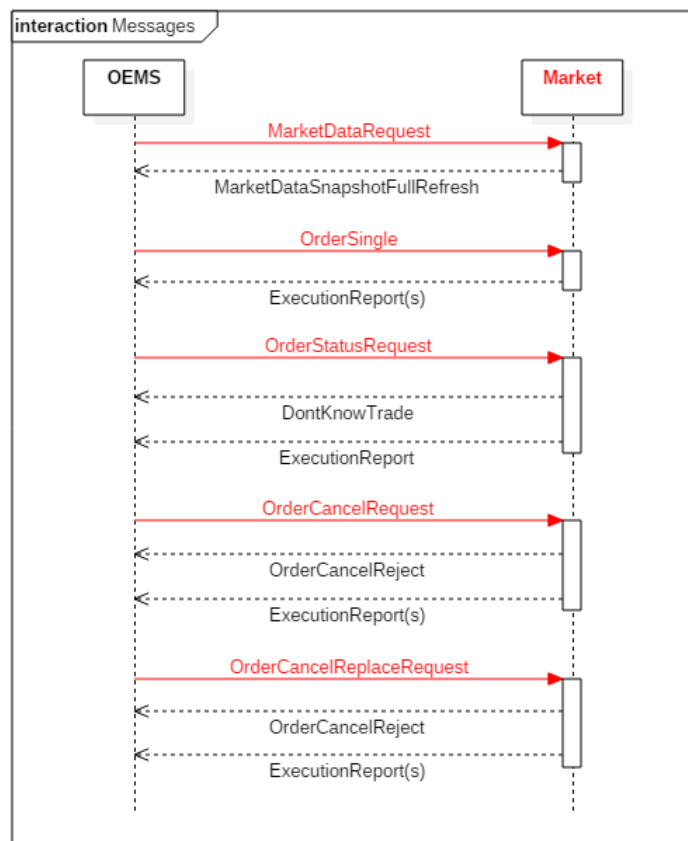 interaction Messages
OEMS
Market
MarketDataRequest
MarketDataSnapshotFullRefresh
OrderSingle
ExecutionReport(s)
OrderStatusRequest
DontKnowTrade
ExecutionReport
OrderCancelRequest
OrderCancelReject
ExecutionReport(s)
OrderCancelReplaceRequest
OrderCancelReject
ExecutionReport(s)